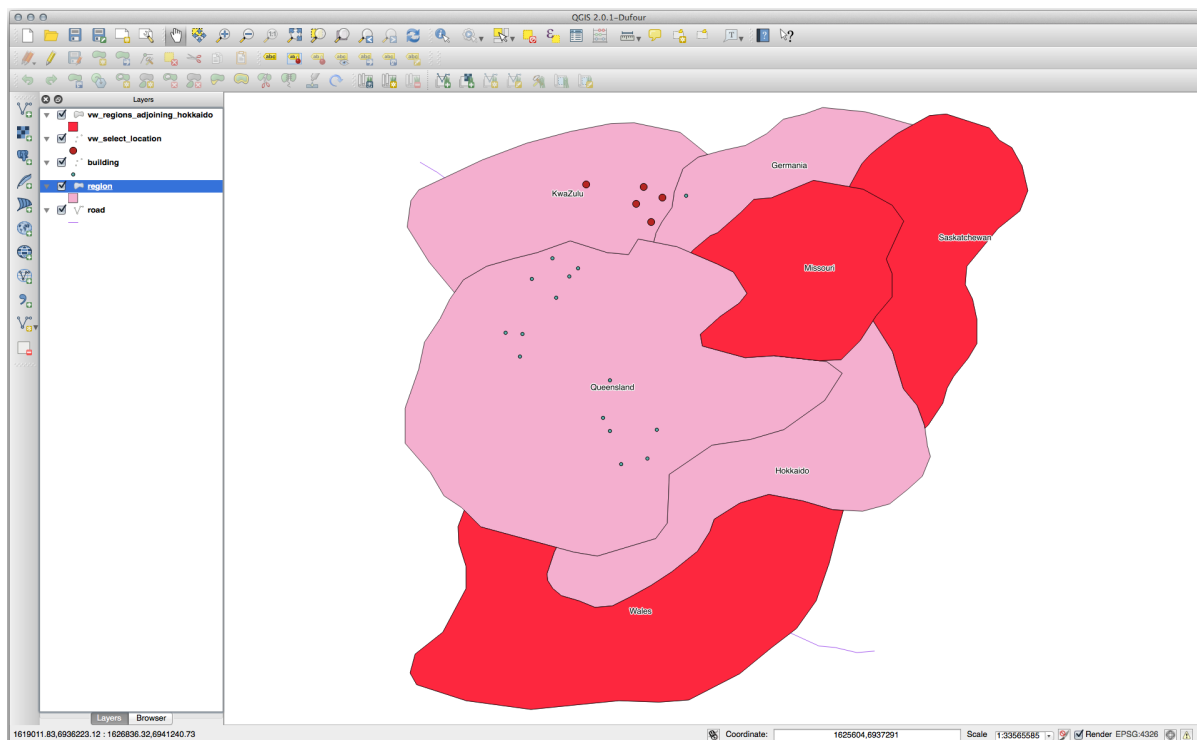 QGIS 2.0.1-Dufour
Layers
vw_regions_adjoining_hokkaido
vw_select_location
building
region
road
Germania
KwaZulu
Saskatchewan
Missouri
Queensland
Hokkaido
Wales
Layers Browser
1619011.83,6936223.12 : 1626836.32,6941240.73 Coordinate: 1625604,6937291 Scale 1:33565585 Render EPSG:4326